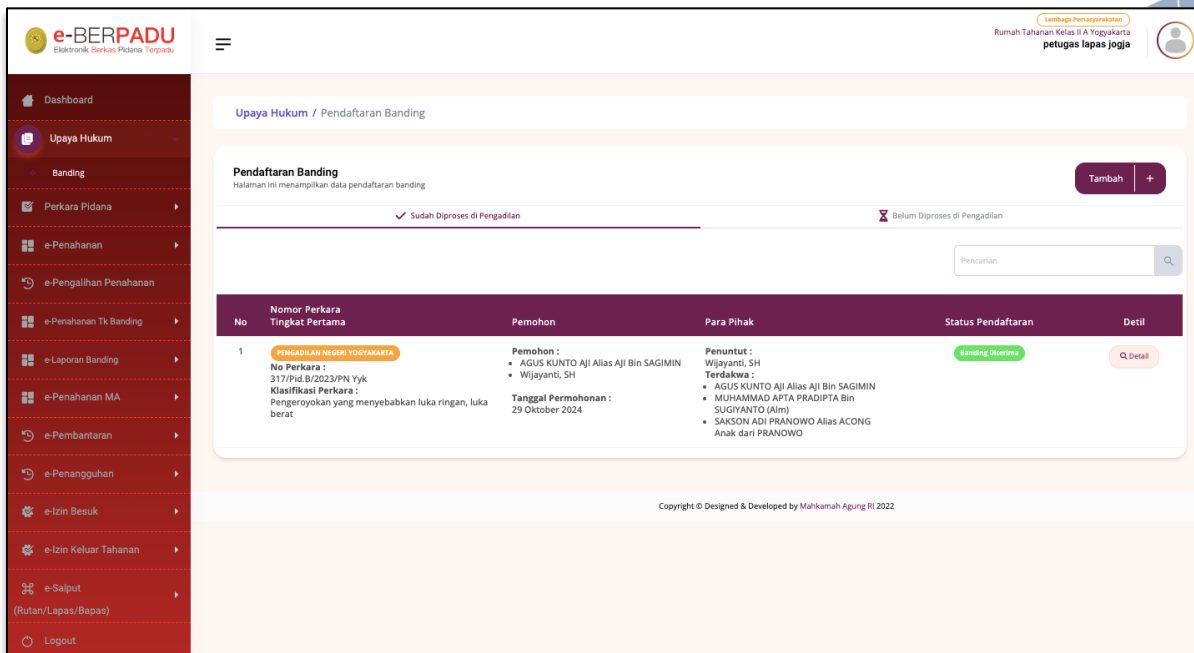 e-BERPADU
Elektronik Berkas Pidana Terpadu
Lembaga Pemasyarakatan
Rumah Tahanan Kelas II A Yogyakarta
petugas lapas jogja
Dashboard
Upaya Hukum
Banding
Perkara Pidana
e-Penahanan
e-Pengalihan Penahanan
e-Penahanan Tk Banding
e-Laporan Banding
e-Penahanan MA
e-Pembantaran
e-Penangguhan
e-Izin Besuk
e-Izin Keluar Tahanan
e-Salput
(Rutan/Lapas/Bapas)
Logout
Upaya Hukum / Pendaftaran Banding
Pendaftaran Banding
Halaman ini menampilkan data pendaftaran banding
Tambah +
Sudah Diproses di Pengadilan
Belum Diproses di Pengadilan
Pencarian
No
Nomor Perkara
Tingkat Pertama
Pemohon
Para Pihak
Status Pendaftaran
Detil
1
PENGADILAN NEGERI YOGYAKARTA
No Perkara :
317/Pid.B/2023/PN Yyk
Klasifikasi Perkara :
Pengeroyokan yang menyebabkan luka ringan, luka
berat
Pemohon :
AGUS KUNTO AJI Alias AJI Bin SAGIMIN
Wijayanti, SH
Tanggal Permohonan :
29 Oktober 2024
Penuntut :
Wijayanti, SH
Terdakwa :
AGUS KUNTO AJI Alias AJI Bin SAGIMIN
MUHAMMAD APTA PRADIPTA Bin
SUGIYANTO (Alm)
SAKSON ADI PRANOWO Alias ACONG
Anak dari PRANOWO
Banding Diterima
Detail
Copyright © Designed & Developed by Mahkamah Agung RI 2022